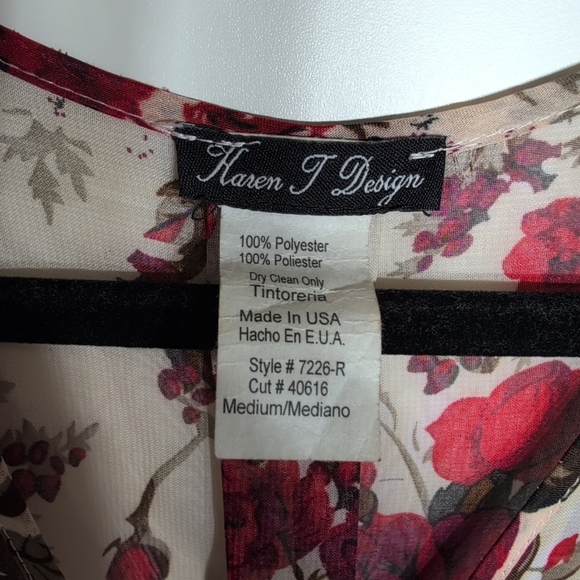 Karen T Design
100% Polyester
100% Poliester
Dry Clean Only
Tintoreria
Made In USA
Hacho En E.U.A.
Style # 7226-R
Cut # 40616
Medium/Mediano